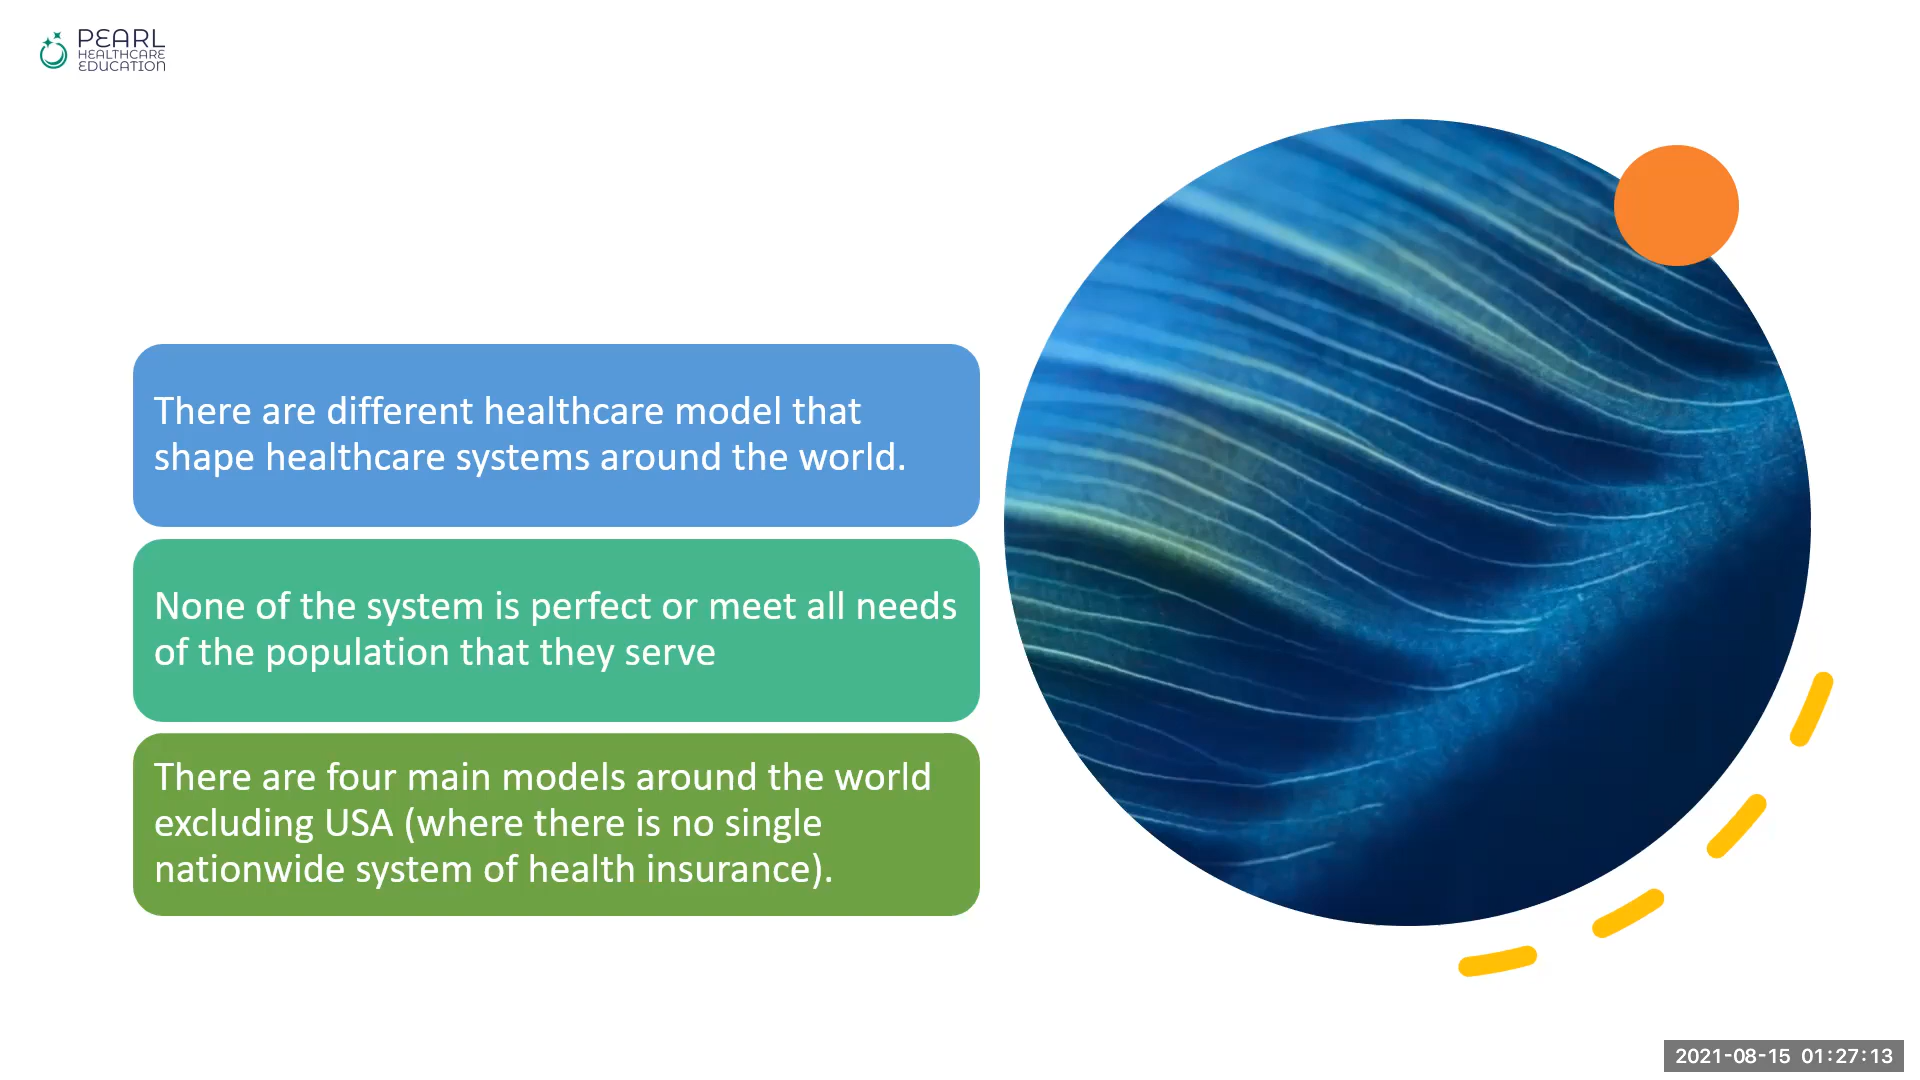 PEARL
HEALTHCARE
EDUCATION
There are different healthcare model that
shape healthcare systems around the world.
None of the system is perfect or meet all needs
of the population that they serve
There are four main models around the world
excluding USA (where there is no single
nationwide system of health insurance).
2021-08-15 01:27:13